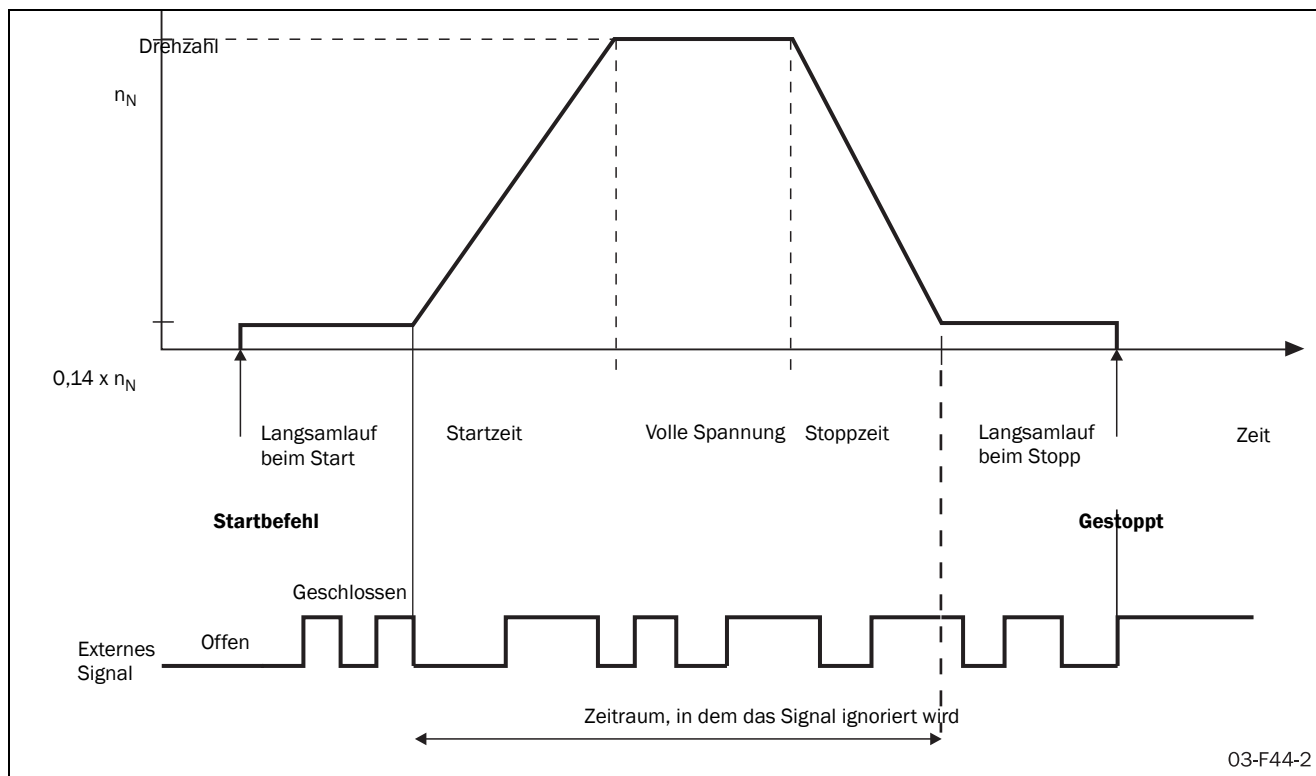 Drehzahl
n_N
0,14 x n_N
Langsamlauf
beim Start
Startzeit
Volle Spannung
Stoppzeit
Langsamlauf
beim Stopp
Zeit
Startbefehl
Gestoppt
Geschlossen
Offen
Externes
Signal
Zeitraum, in dem das Signal ignoriert wird
03-F44-2